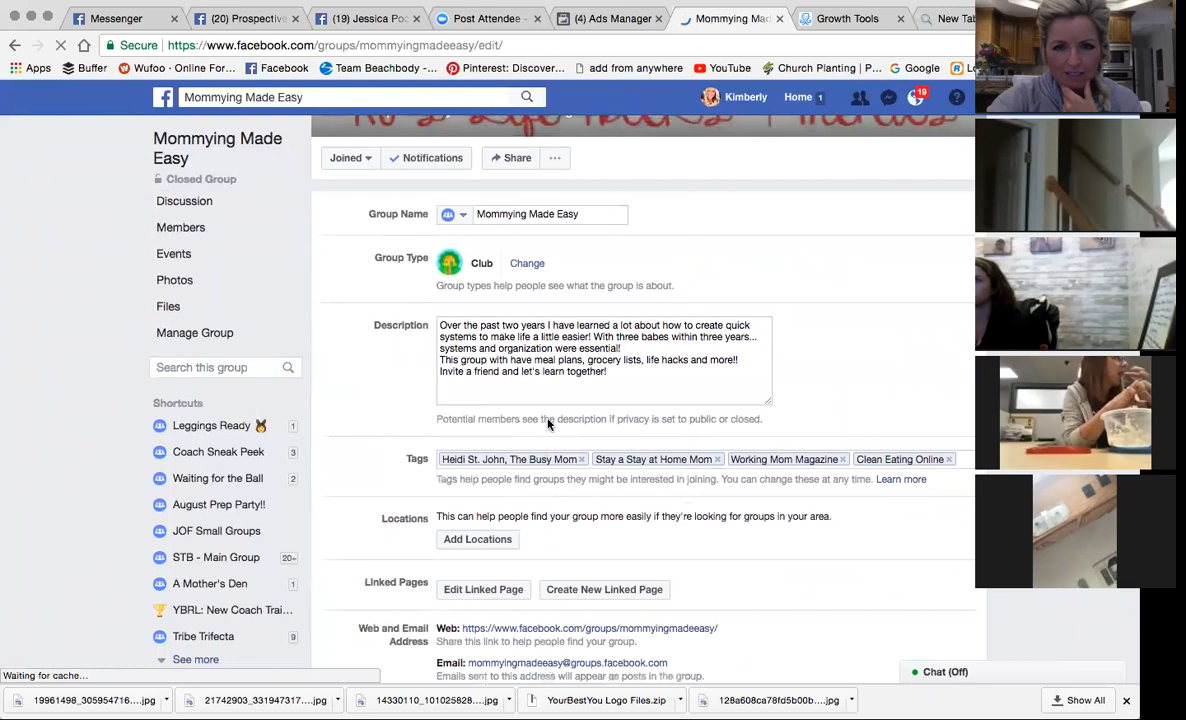 Messenger
(20) Prospective
(19) Jessica Po
Post Attendee –
(4) Ads Manager
Mommying Mad
Growth Tools
New Tab
Secure
https://www.facebook.com/groups/mommyingmadeeasy/edit/
Apps
Buffer
Wufoo - Online For...
Facebook
Team Beachbody -...
Pinterest: Discover...
add from anywhere
YouTube
Church Planting | P...
Google
Mommying Made Easy
Kimberly
Home 1
19
Mommying Made
Easy
Closed Group
Discussion
Members
Events
Photos
Files
Manage Group
Search this group
Shortcuts
Leggings Ready 1
Coach Sneak Peek 3
Waiting for the Ball 2
August Prep Party!!
JOF Small Groups
STB - Main Group 20+
A Mother's Den 1
YBRL: New Coach Trai...
Tribe Trifecta 9
See more
Joined
Notifications
Share
Group Name
Mommying Made Easy
Group Type
Club
Change
Group types help people see what the group is about.
Description
Over the past two years I have learned a lot about how to create quick
systems to make life a little easier! With three babes within three years...
systems and organization were essential!
This group with have meal plans, grocery lists, life hacks and more!!
Invite a friend and let's learn together!
Potential members see the description if privacy is set to public or closed.
Tags
Heidi St. John, The Busy Mom
Stay a Stay at Home Mom
Working Mom Magazine
Clean Eating Online
Tags help people find groups they might be interested in joining. You can change these at any time. Learn more
Locations
This can help people find your group more easily if they're looking for groups in your area.
Add Locations
Linked Pages
Edit Linked Page
Create New Linked Page
Web and Email
Address
Web: https://www.facebook.com/groups/mommyingmadeeasy/
Share this link to help people find your group.
Email: mommyingmadeeasy@groups.facebook.com
Emails sent to this address will appear as posts in the group.
Chat (Off)
Waiting for cache...
19961498_305954716....jpg
21742903_331947317....jpg
14330110_101025828....jpg
YourBestYou Logo Files.zip
128a608ca78fd5b00b....jpg
Show All